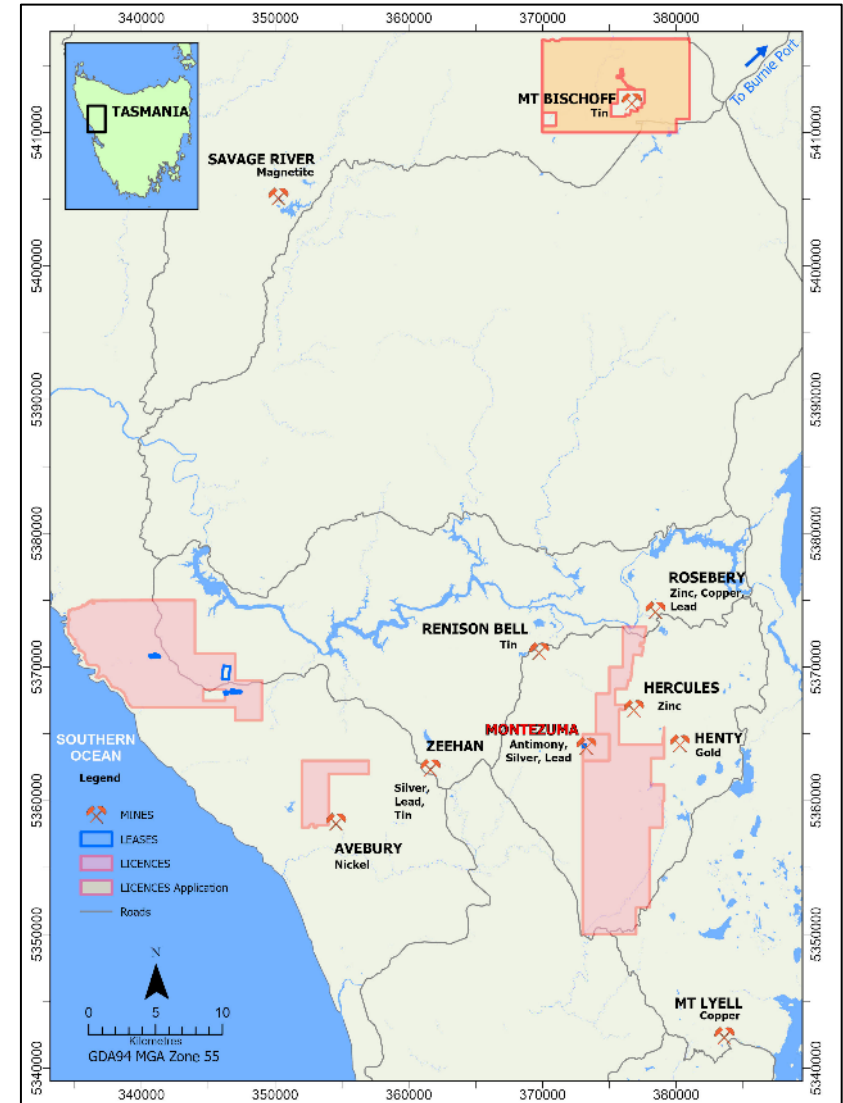 340000
350000
360000
370000
380000
To Burnie Port
TASMANIA
MT BISCHOFF
Tin
5410000
5410000
SAVAGE RIVER
Magnetite
5400000
5400000
5390000
5390000
5380000
5380000
ROSEBERY
Zinc, Copper,
Lead
RENISON BELL
Tin
5370000
5370000
HERCULES
Zinc
MONTEZUMA
Antimony,
Silver, Lead
HENTY
Gold
ZEEHAN
Silver,
Lead,
Tin
SOUTHERN
OCEAN
5360000
5360000
AVEBURY
Nickel
Legend
MINES
LEASES
LICENCES
LICENCES Application
Roads
5350000
5350000
N
0 5 10
Kilometres
GDA94 MGA Zone 55
MT LYELL
Copper
5340000
5340000
340000
350000
360000
370000
380000